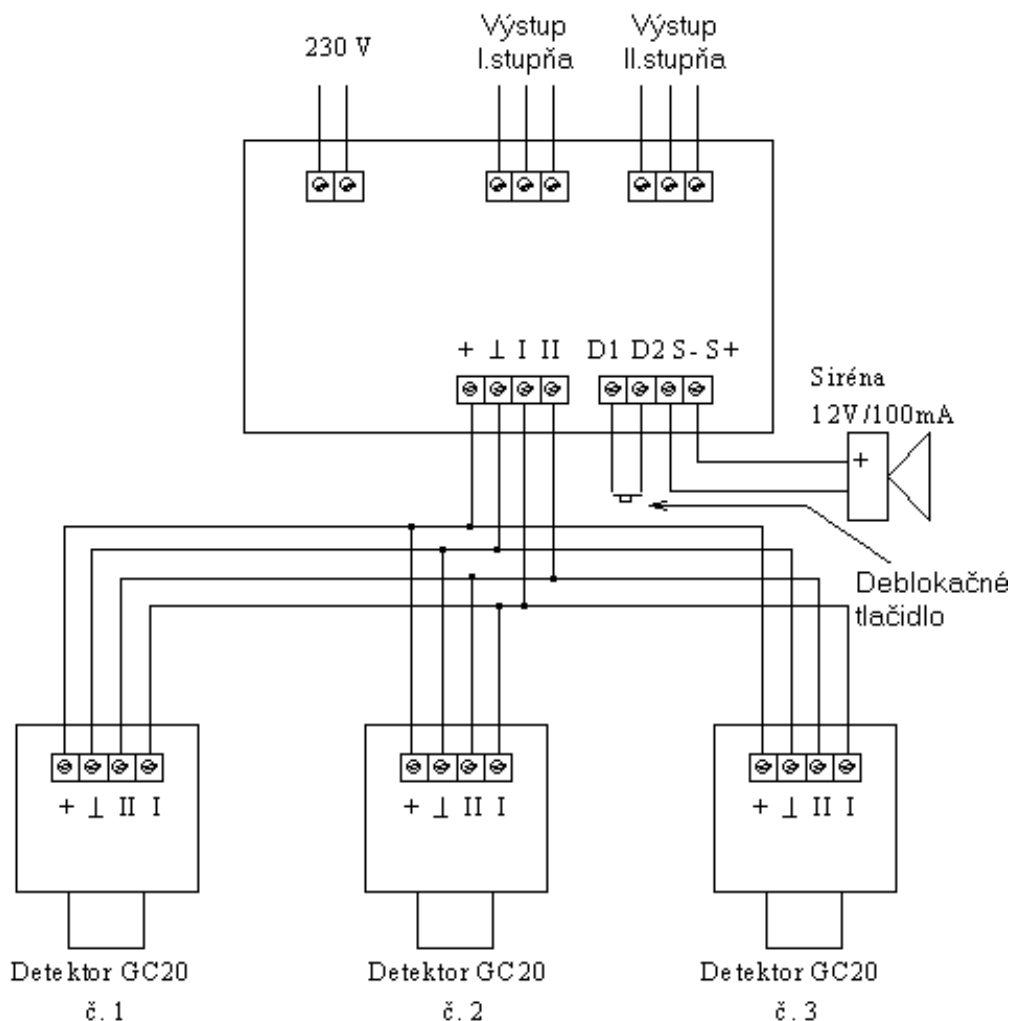 230 V
Výstup
I.stupňa
Výstup
II.stupňa
+ ⊥ I II
D1 D2 S- S+
Siréna
12V/100mA
+
Deblokačné
tlačidlo
+ ⊥ II I
+ ⊥ II I
+ ⊥ II I
Detektor GC20
č. 1
Detektor GC20
č. 2
Detektor GC20
č. 3